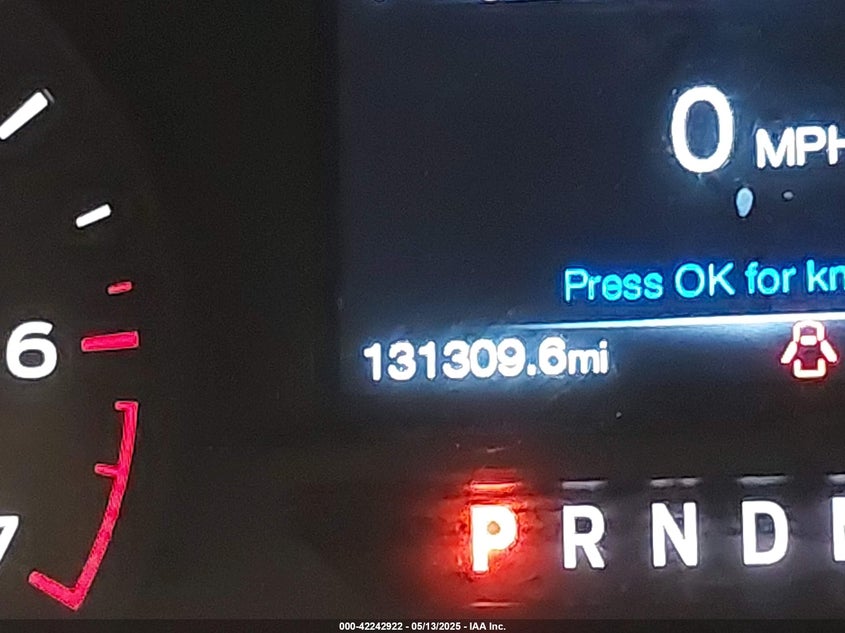 0 MPH
Press OK for k
131309.6mi
6
P R N D
7
000-42242922 - 05/13/2025 - IAA Inc.